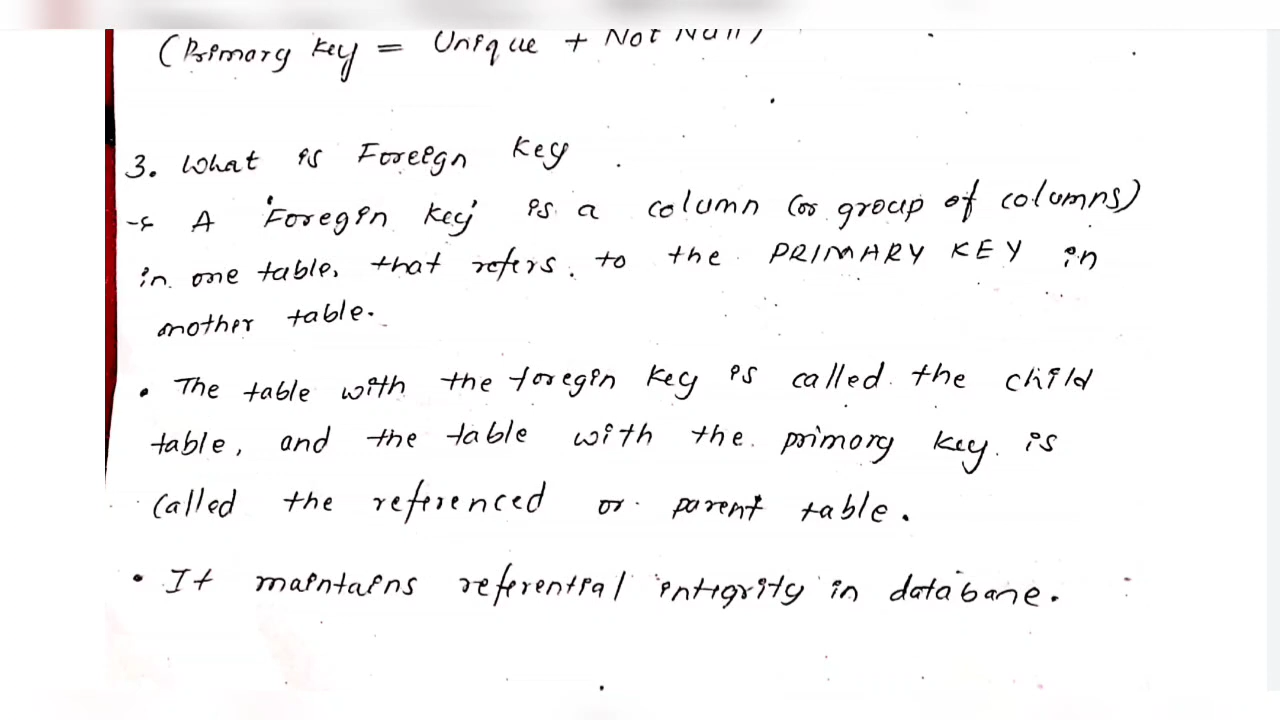 (Primary key = Unique + Not Null)
3. What is Foreign Key
A 'Foregin Key' is a column (or group of columns)
in one table, that refers to the PRIMARY KEY in
another table.
• The table with the foregin key is called the child
table, and the table with the primary key is
called the referenced or parent table.
• It maintains referential integrity in database.